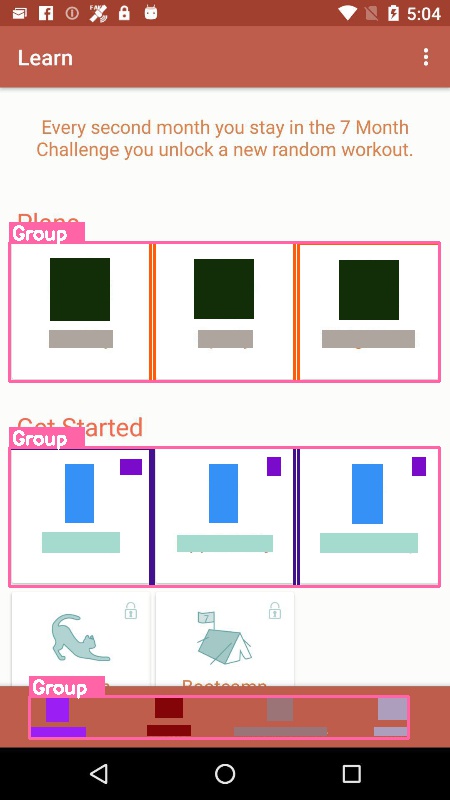 FAKE
5:04
Learn
Every second month you stay in the 7 Month
Challenge you unlock a new random workout.
Plans
Group
Get Started
Group
7
Bootcamp
Group